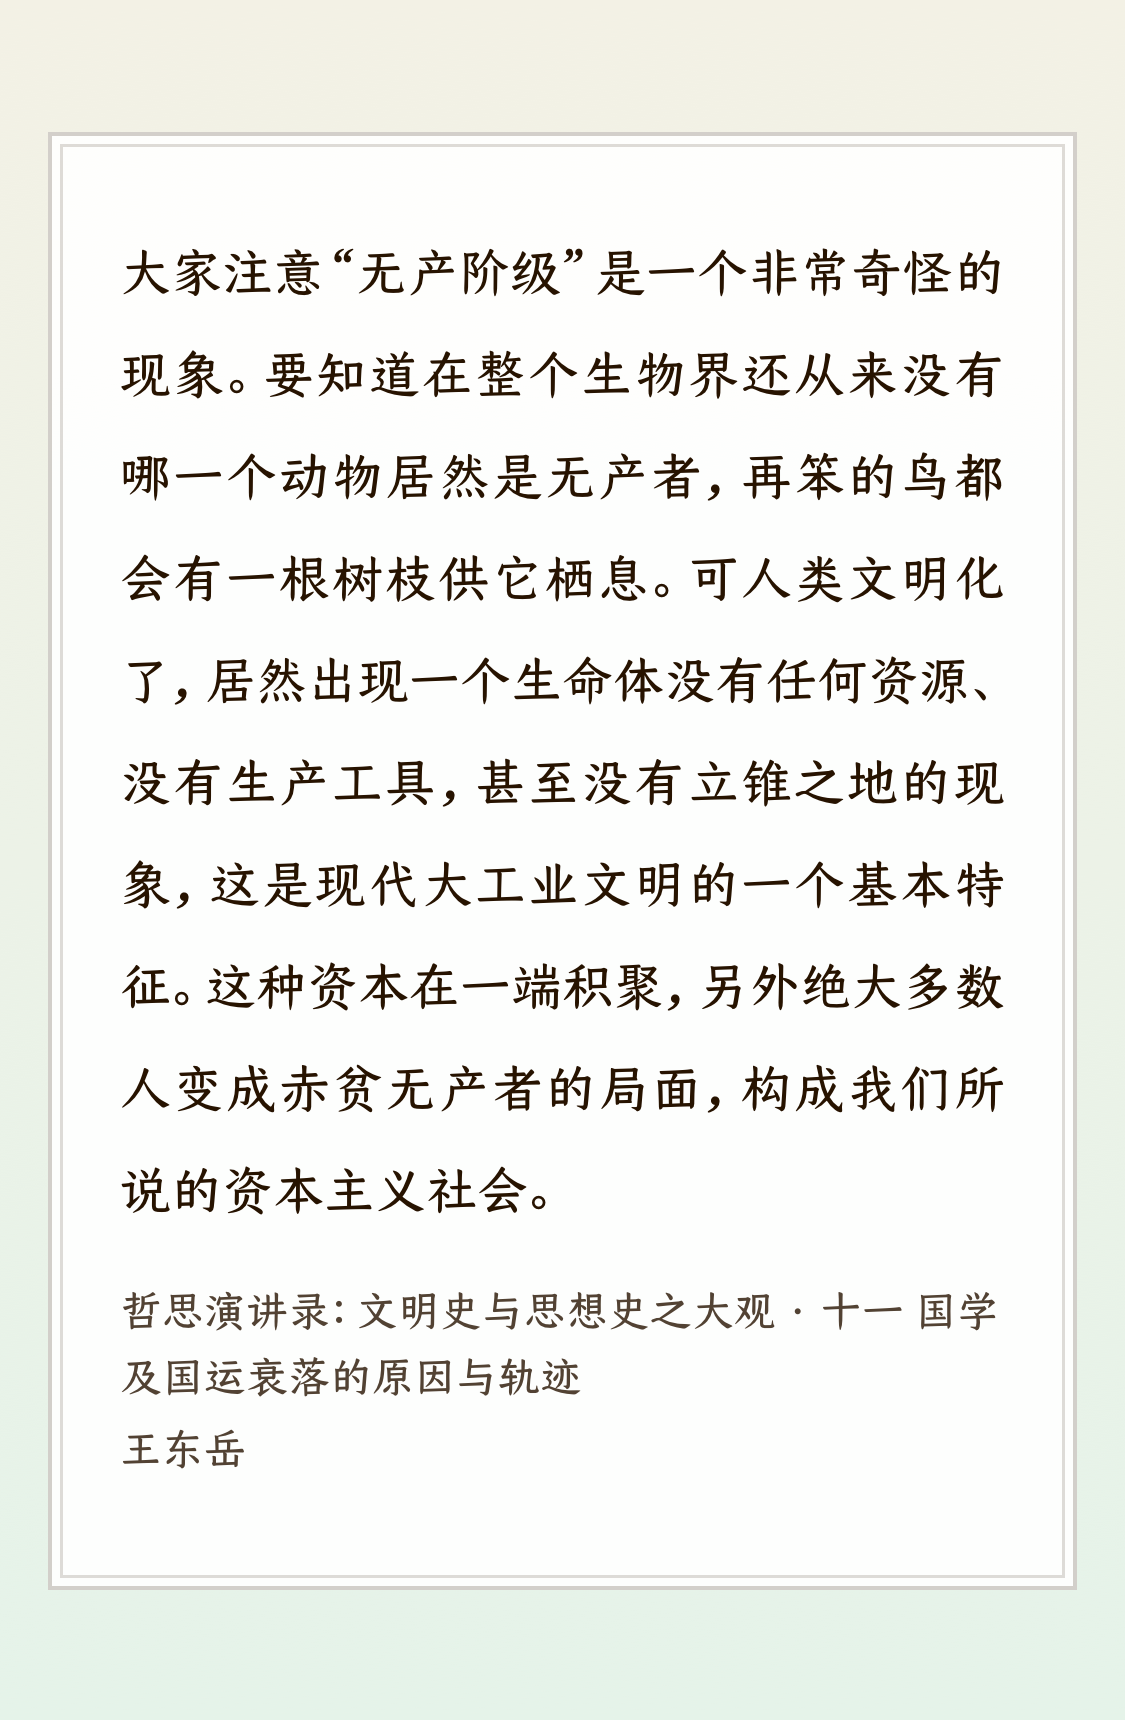 大家注意“无产阶级”是一个非常奇怪的
现象。要知道在整个生物界还从来没有
哪一个动物居然是无产者，再笨的鸟都
会有一根树枝供它栖息。可人类文明化
了，居然出现一个生命体没有任何资源、
没有生产工具，甚至没有立锥之地的现
象，这是现代大工业文明的一个基本特
征。这种资本在一端积聚，另外绝大多数
人变成赤贫无产者的局面，构成我们所
说的资本主义社会。
哲思演讲录：文明史与思想史之大观 · 十一 国学
及国运衰落的原因与轨迹
王东岳